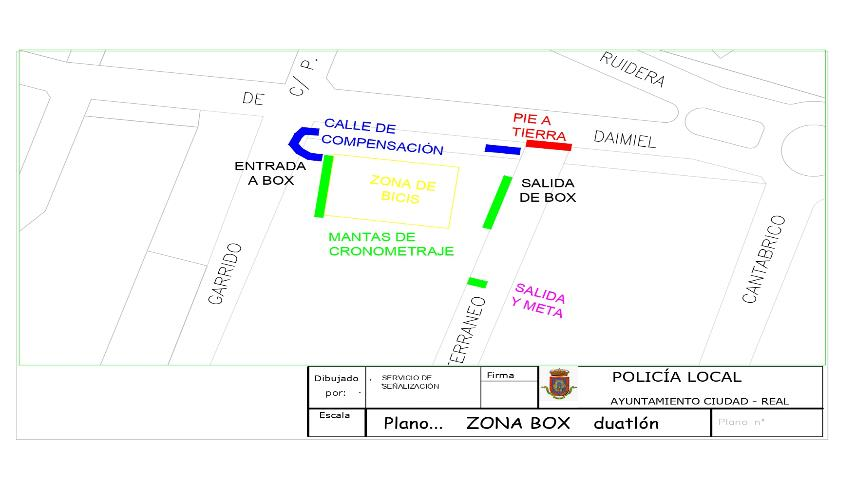 RUIDERA
C/ P.
DE
CALLE DE
COMPENSACIÓN
PIE A
TIERRA
DAIMIEL
ENTRADA
A BOX
ZONA DE
BICIS
SALIDA
DE BOX
MANTAS DE
CRONOMETRAJE
GARRIDO
CANTABRICO
SALIDA
Y META
TERRANEO
Dibujado
por:
SERVICIO DE
SEÑALIZACIÓN
Firma
POLICÍA LOCAL
AYUNTAMIENTO CIUDAD - REAL
Escala
Plano... ZONA BOX duatlón
Plano nº